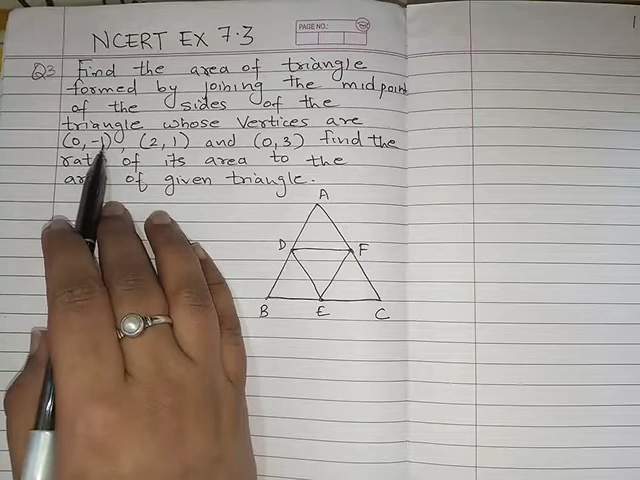 PAGE NO.:
NCERT EX 7.3
Q3 Find the area of triangle
formed by joining the midpoint
of the sides of the
triangle whose vertices are
(0,-1), (2,1) and (0,3) find the
of its area to the
of given triangle.
A
D F
B E C